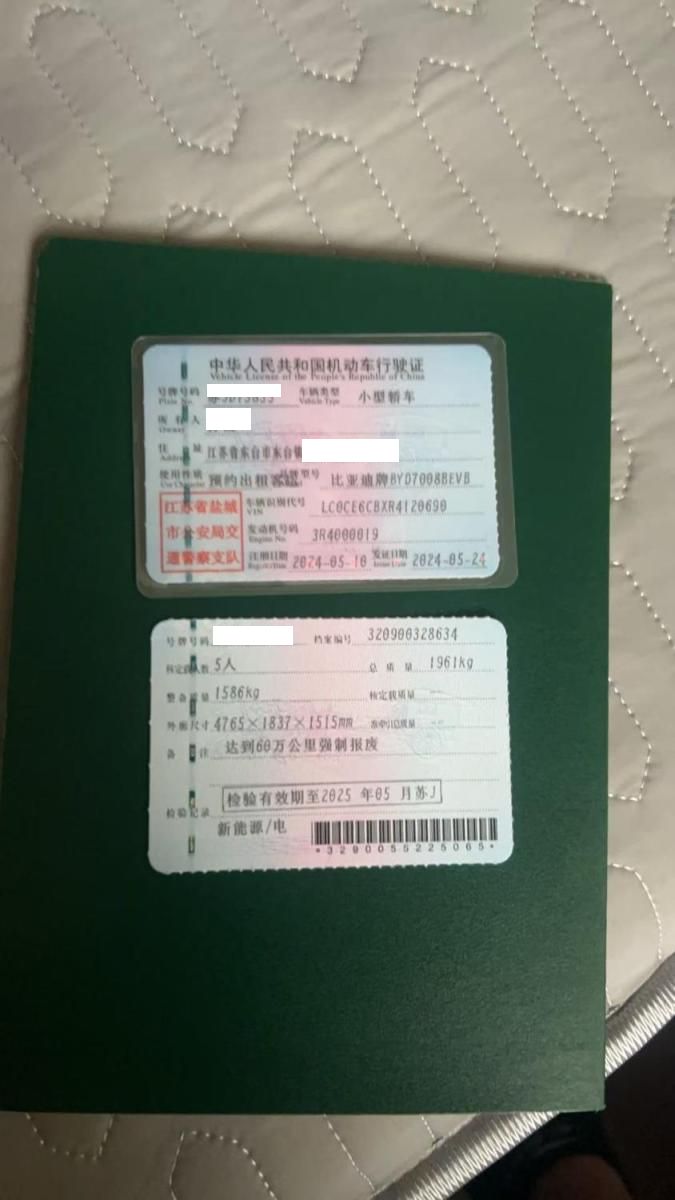 中华人民共和国机动车行驶证
Vehicle License of the People's Republic of China
号牌号码 Plate No. 车辆类型 Vehicle Type 小型轿车
所有人 Owner
住址 Address 江苏省东台市东台镇
使用性质 Use Character 预约出租客运 品牌型号 Model 比亚迪牌BYD7008BEVB
江苏省盐城
市公安局交
通警察支队
车辆识别代号 VIN LC0CE6CBXR4120690
发动机号码 Engine No. 3R4000019
注册日期 Register Date 2024-05-10 发证日期 Issue Date 2024-05-24
号牌号码 档案编号 320900328634
核定载人数 5人 总质量 1961kg
整备质量 1586kg 核定载质量 --
外廓尺寸 4765×1837×1515mm 准牵引总质量 --
备注 达到60万公里强制报废
检验有效期至2025 年05 月苏J
检验记录
新能源/电
*3290055225065*